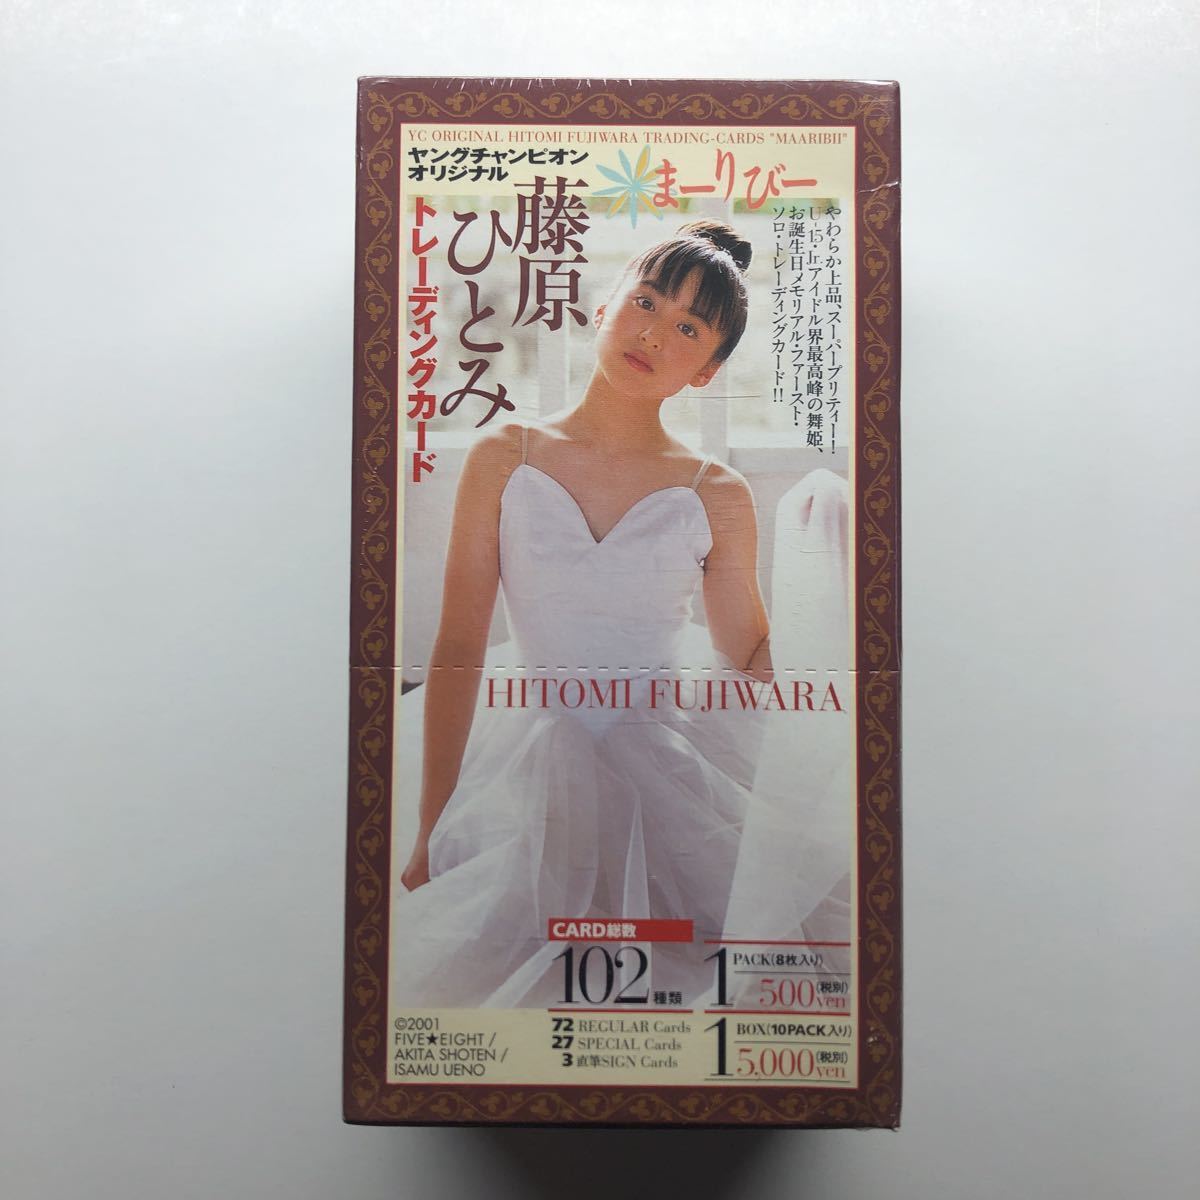 YC ORIGINAL HITOMI FUJIWARA TRADING-CARDS "MAARIBII"
ヤングチャンピオン
オリジナル
まーりびー
藤原
ひとみ
トレーディングカード
やわらか上品、スーパープリティー!
U-15・Jr.アイドル界最高峰の舞姫、
お誕生日メモリアル・ファースト・
ソロ・トレーディングカード!!
HITOMI FUJIWARA
CARD総数
102種類
72 REGULAR Cards
27 SPECIAL Cards
3 直筆SIGN Cards
1 PACK(8枚入り)
500yen(税別)
1 BOX(10PACK入り)
5,000yen(税別)
©2001
FIVE★EIGHT /
AKITA SHOTEN /
ISAMU UENO